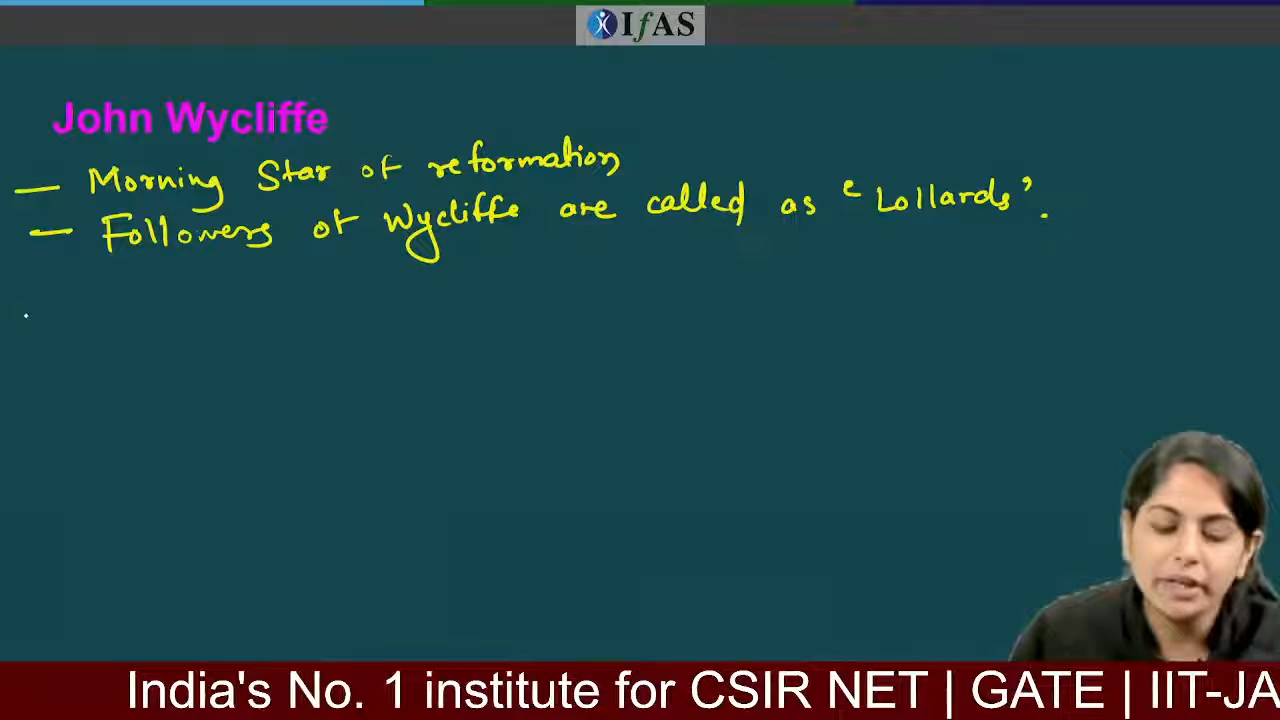 IfAS
John Wycliffe
— Morning Star of reformation
— Followers of Wycliffe are called as 'Lollards'.
India's No. 1 institute for CSIR NET | GATE | IIT-JA